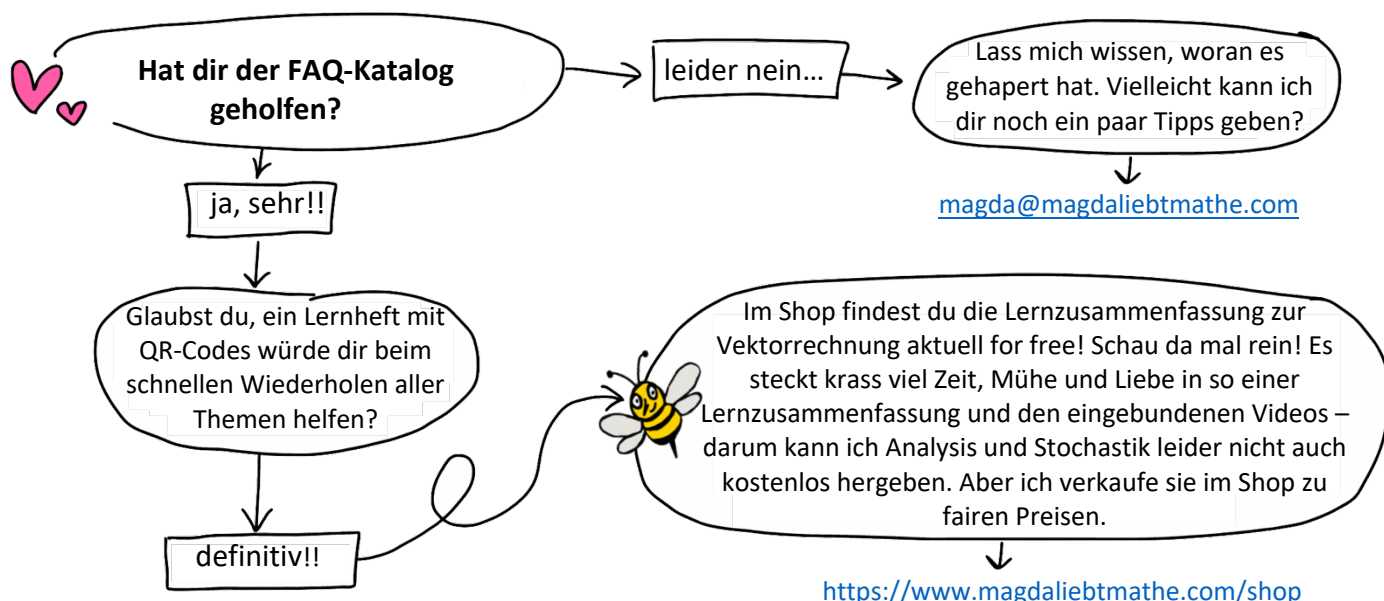 Hat dir der FAQ-Katalog
geholfen?
leider nein…
Lass mich wissen, woran es
gehapert hat. Vielleicht kann ich
dir noch ein paar Tipps geben?
magda@magdaliebtmathe.com
ja, sehr!!
Glaubst du, ein Lernheft mit
QR-Codes würde dir beim
schnellen Wiederholen aller
Themen helfen?
definitiv!!
Im Shop findest du die Lernzusammenfassung zur
Vektorrechnung aktuell for free! Schau da mal rein! Es
steckt krass viel Zeit, Mühe und Liebe in so einer
Lernzusammenfassung und den eingebundenen Videos –
darum kann ich Analysis und Stochastik leider nicht auch
kostenlos hergeben. Aber ich verkaufe sie im Shop zu
fairen Preisen.
https://www.magdaliebtmathe.com/shop